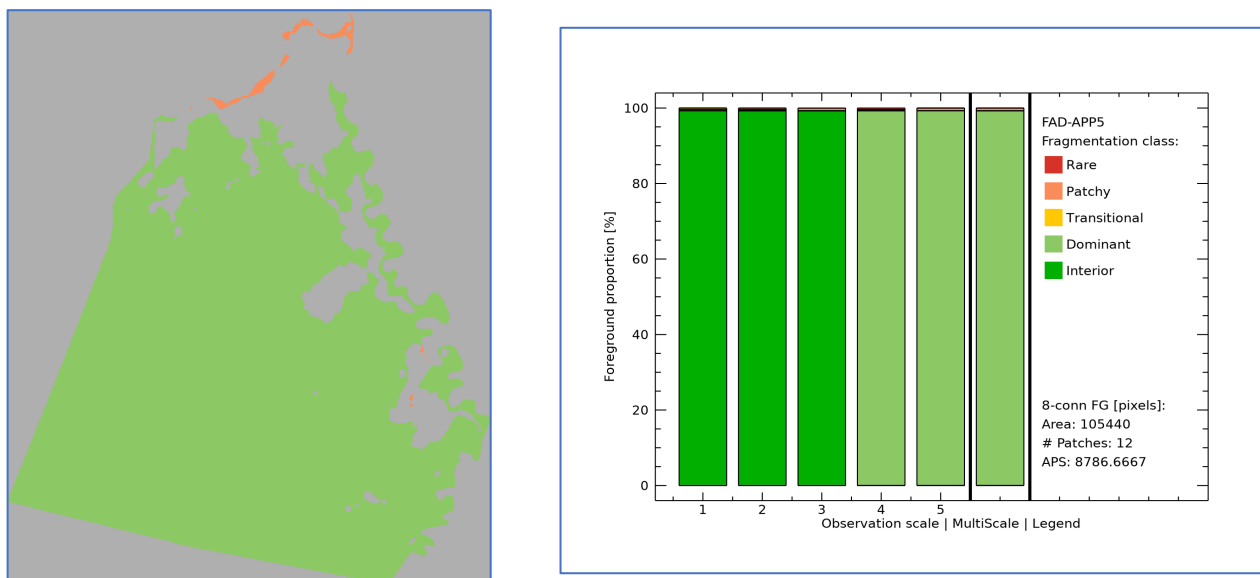 100
80
60
40
20
0
Foreground proportion [%]
1 2 3 4 5
Observation scale | MultiScale | Legend
FAD-APP5
Fragmentation class:
Rare
Patchy
Transitional
Dominant
Interior
8-conn FG [pixels]:
Area: 105440
# Patches: 12
APS: 8786.6667